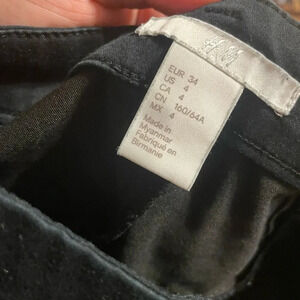 H&M
EUR 34
US 4
CA 4
CN 160/64A
MX 4
Made in
Myanmar
Fabriqué en
Birmanie